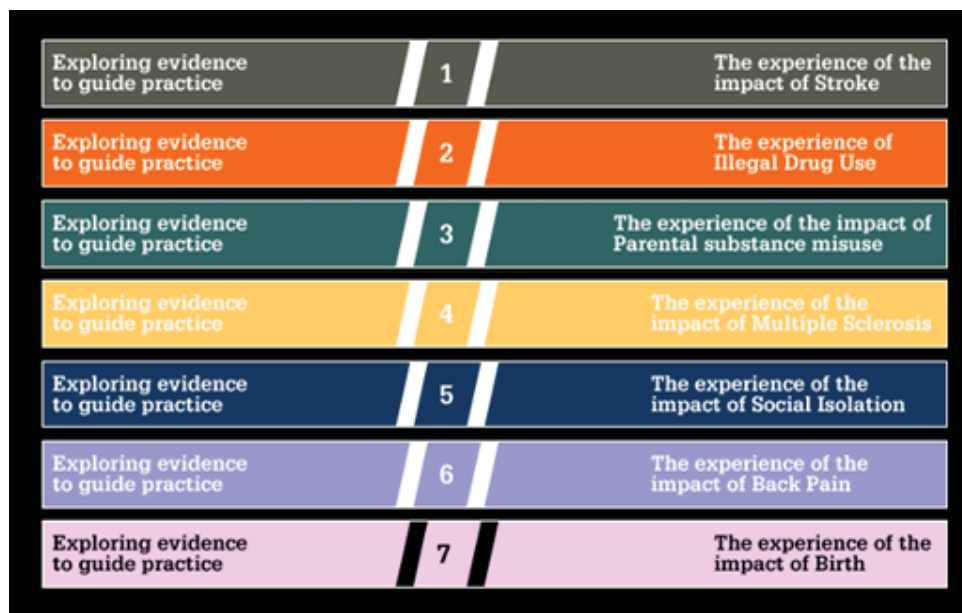 Exploring evidence
to guide practice
1
The experience of the
impact of Stroke
Exploring evidence
to guide practice
2
The experience of
Illegal Drug Use
Exploring evidence
to guide practice
3
The experience of the impact of
Parental substance misuse
Exploring evidence
to guide practice
4
The experience of the
impact of Multiple Sclerosis
Exploring evidence
to guide practice
5
The experience of the
impact of Social Isolation
Exploring evidence
to guide practice
6
The experience of the
impact of Back Pain
Exploring evidence
to guide practice
7
The experience of the
impact of Birth